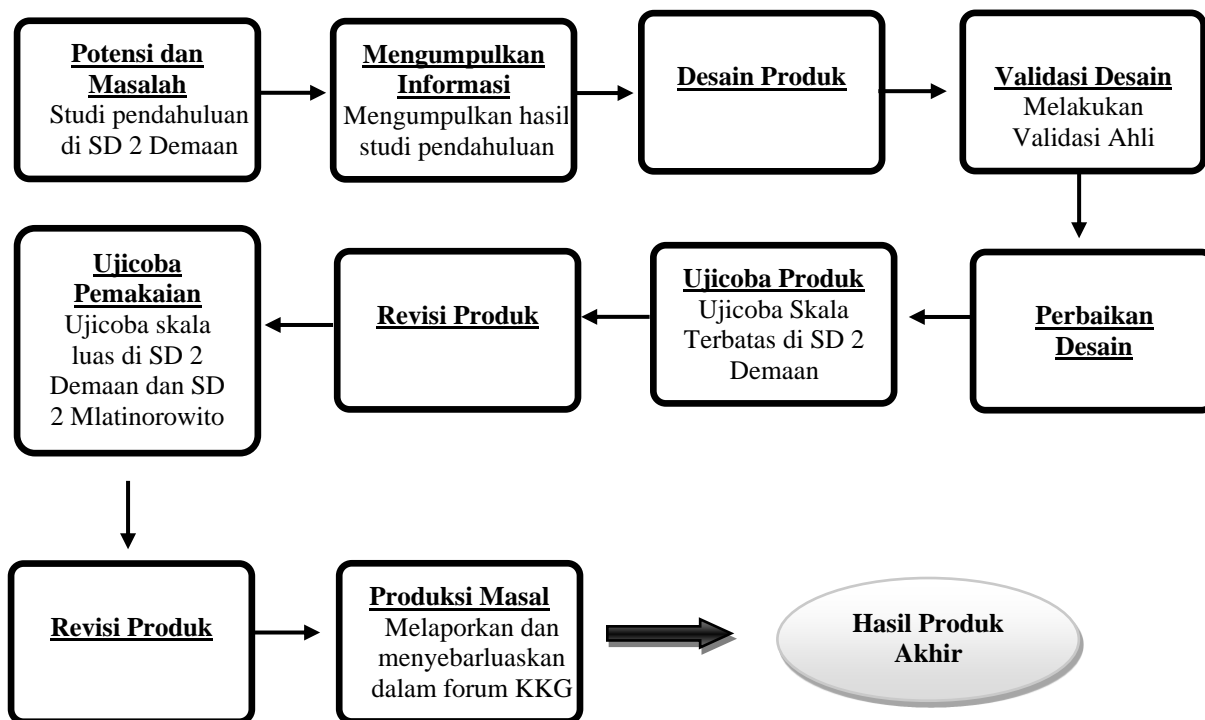 Potensi dan
Masalah
Studi pendahuluan
di SD 2 Demaan
Mengumpulkan
Informasi
Mengumpulkan hasil
studi pendahuluan
Desain Produk
Validasi Desain
Melakukan
Validasi Ahli
Perbaikan
Desain
Ujicoba Produk
Ujicoba Skala
Terbatas di SD 2
Demaan
Revisi Produk
Ujicoba
Pemakaian
Ujicoba skala
luas di SD 2
Demaan dan SD
2 Mlatinorowito
Revisi Produk
Produksi Masal
Melaporkan dan
menyebarluaskan
dalam forum KKG
Hasil Produk
Akhir